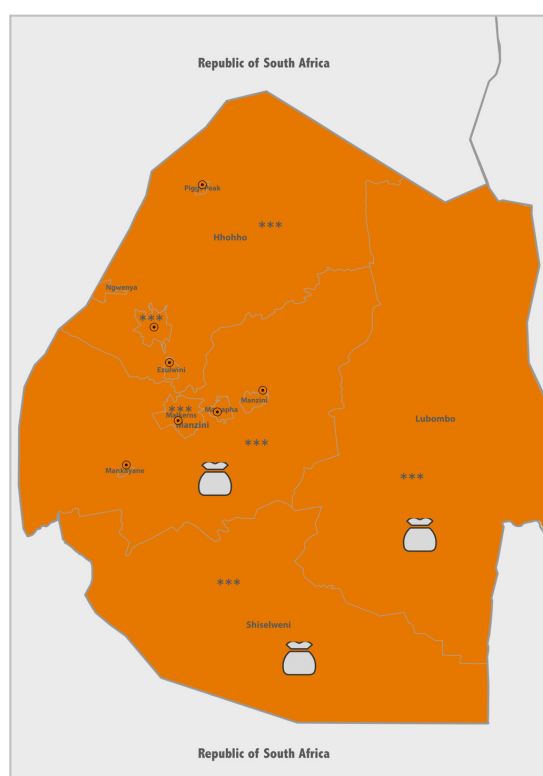 Republic of South Africa
Piggs Peak
***
Hhohho
Ngwenya
***
Ezulwini
Manzini
***
Matsapha
Malkerns
Lubombo
Manzini
***
Mankayane
***
***
Shiselweni
Republic of South Africa